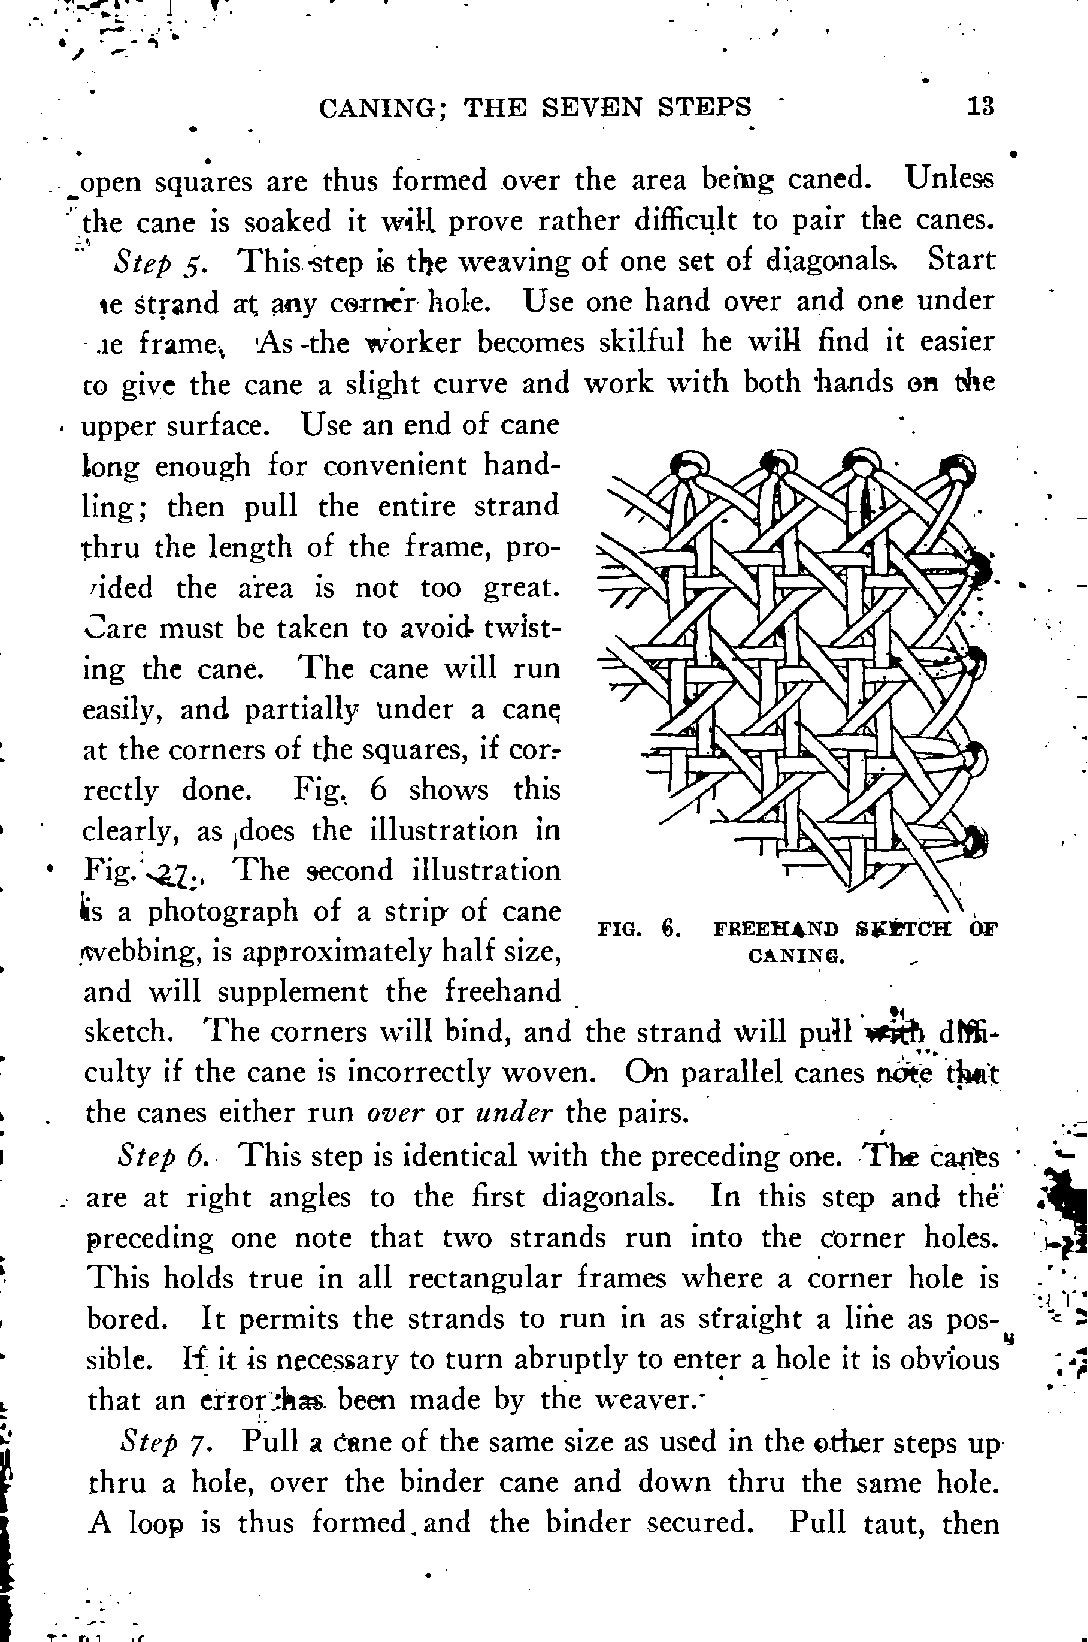 CANING; THE SEVEN STEPS 13
open squares are thus formed over the area being caned. Unless
the cane is soaked it will prove rather difficult to pair the canes.
Step 5. This step is the weaving of one set of diagonals. Start
strand at any corner hole. Use one hand over and one under
frame. As the worker becomes skilful he will find it easier
to give the cane a slight curve and work with both hands on the
upper surface. Use an end of cane
long enough for convenient hand-
ling; then pull the entire strand
thru the length of the frame, pro-
vided the area is not too great.
Care must be taken to avoid twist-
ing the cane. The cane will run
easily, and partially under a cane
at the corners of the squares, if cor-
rectly done. Fig. 6 shows this
clearly, as does the illustration in
Fig. 27. The second illustration
is a photograph of a strip of cane
webbing, is approximately half size,
and will supplement the freehand
FIG. 6. FREEHAND SKETCH OF
CANING.
sketch. The corners will bind, and the strand will pull with diffi-
culty if the cane is incorrectly woven. On parallel canes note that
the canes either run over or under the pairs.
Step 6. This step is identical with the preceding one. The canes
are at right angles to the first diagonals. In this step and the
preceding one note that two strands run into the corner holes.
This holds true in all rectangular frames where a corner hole is
bored. It permits the strands to run in as straight a line as pos-
sible. If it is necessary to turn abruptly to enter a hole it is obvious
that an error has been made by the weaver.
Step 7. Pull a cane of the same size as used in the other steps up
thru a hole, over the binder cane and down thru the same hole.
A loop is thus formed and the binder secured. Pull taut, then